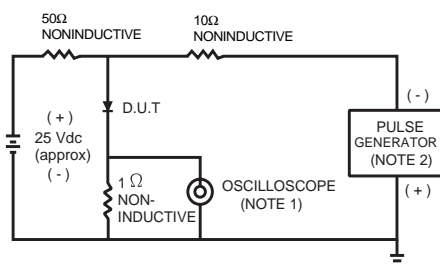 50Ω
NONINDUCTIVE
10Ω
NONINDUCTIVE
( + )
25 Vdc
(approx)
( - )
D.U.T
1 Ω
NON-
INDUCTIVE
OSCILLOSCOPE
(NOTE 1)
( - )
PULSE
GENERATOR
(NOTE 2)
( + )